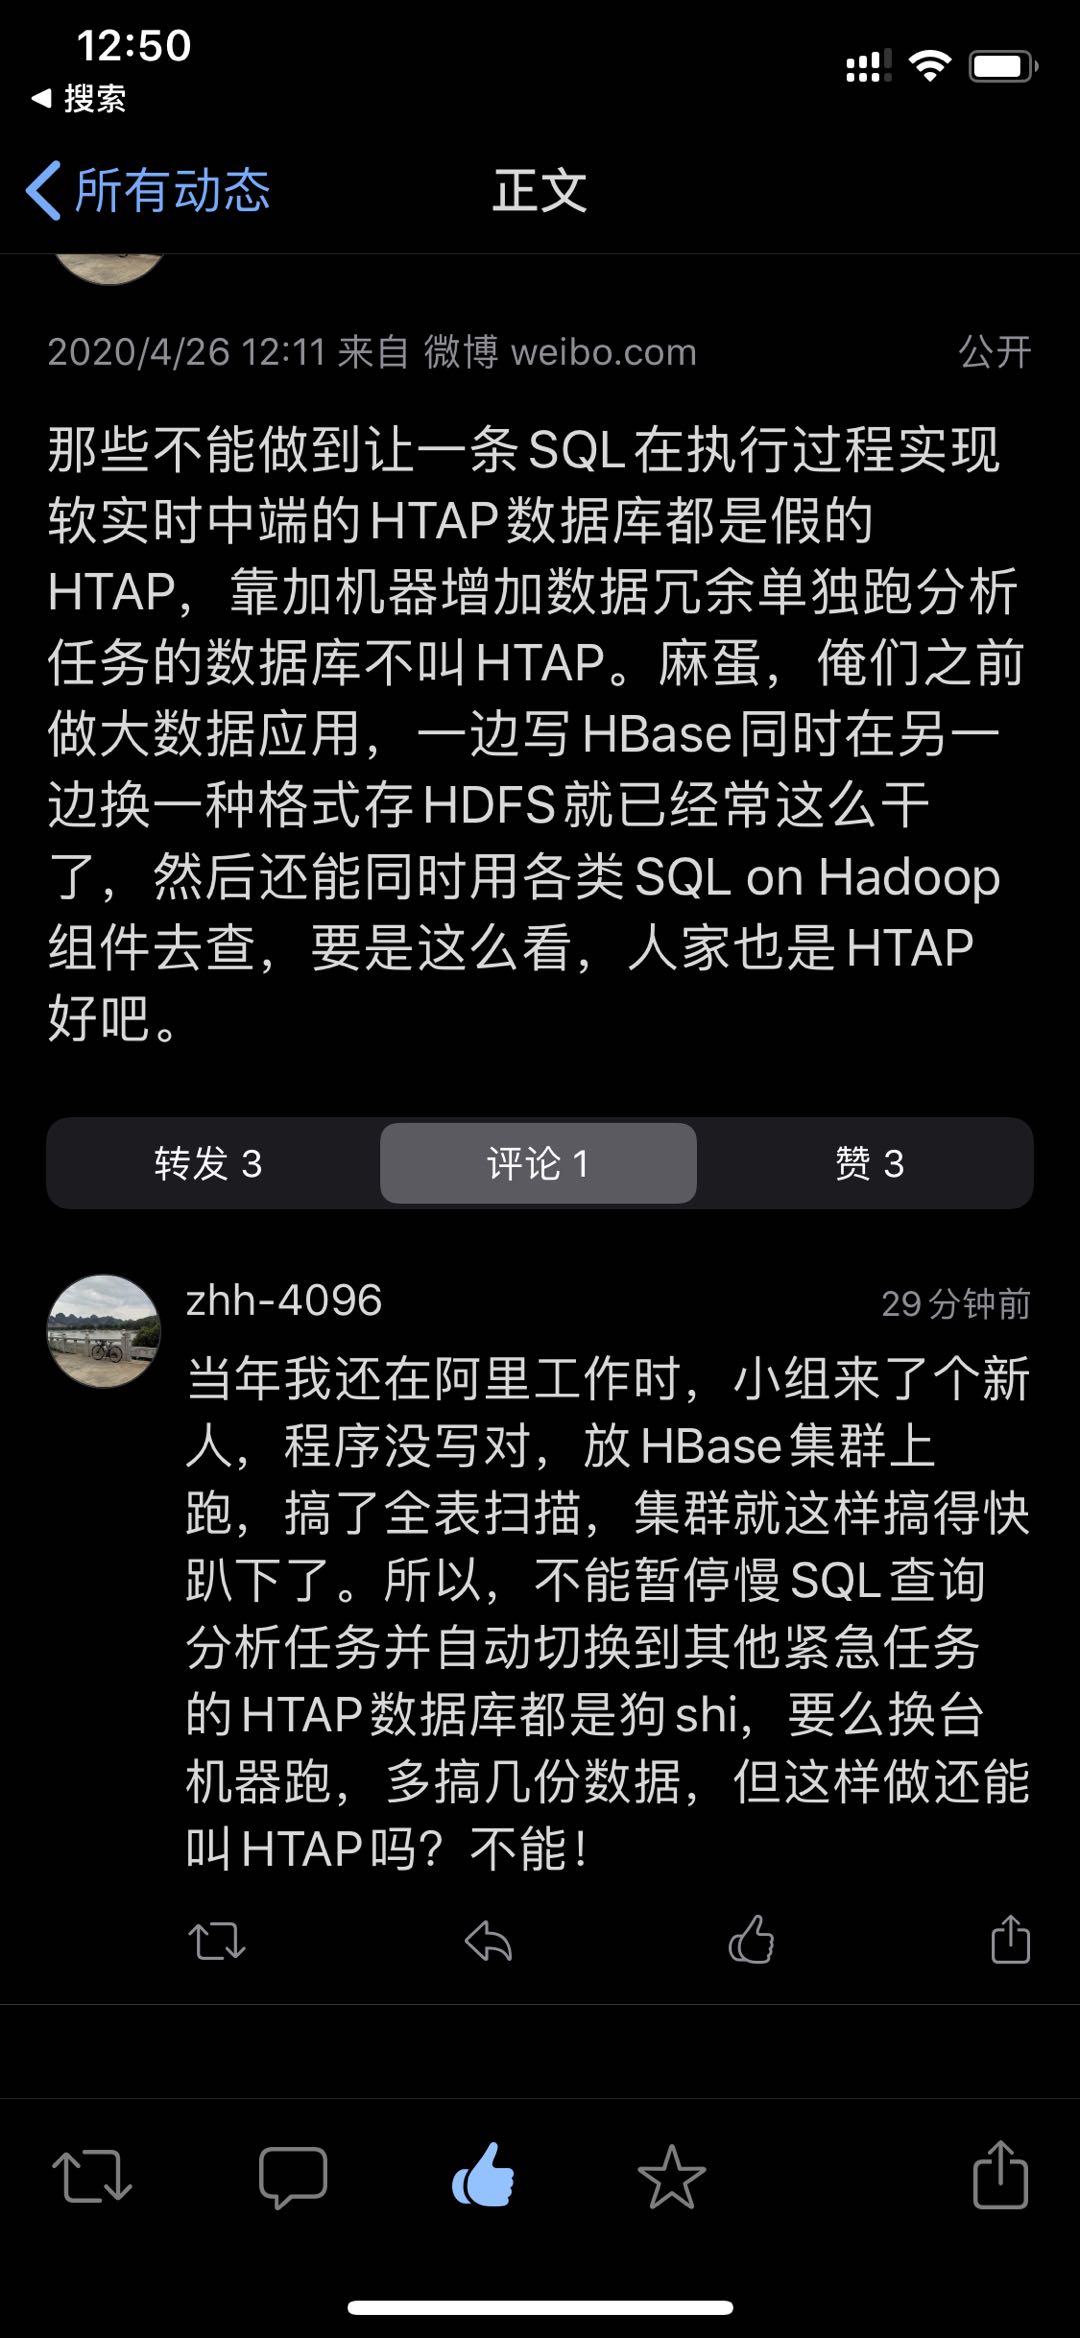 12:50
◀ 搜索
所有动态
正文
2020/4/26 12:11 来自 微博 weibo.com
公开
那些不能做到让一条SQL在执行过程实现
软实时中端的HTAP数据库都是假的
HTAP，靠加机器增加数据冗余单独跑分析
任务的数据库不叫HTAP。麻蛋，俺们之前
做大数据应用，一边写HBase同时在另一
边换一种格式存HDFS就已经常这么干
了，然后还能同时用各类SQL on Hadoop
组件去查，要是这么看，人家也是HTAP
好吧。
转发 3
评论 1
赞 3
zhh-4096
29分钟前
当年我还在阿里工作时，小组来了个新
人，程序没写对，放HBase集群上
跑，搞了全表扫描，集群就这样搞得快
趴下了。所以，不能暂停慢SQL查询
分析任务并自动切换到其他紧急任务
的HTAP数据库都是狗shi，要么换台
机器跑，多搞几份数据，但这样做还能
叫HTAP吗？不能！